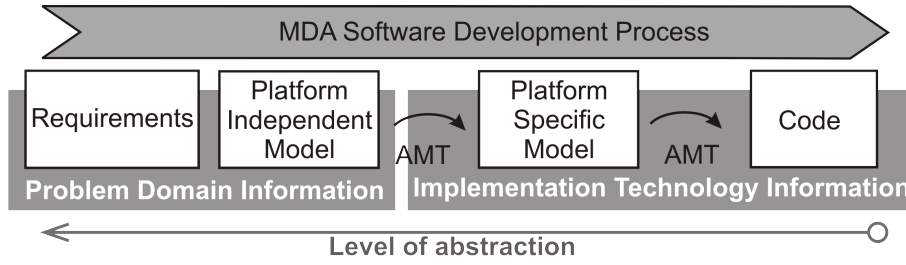 MDA Software Development Process
Requirements
Platform
Independent
Model
AMT
Platform
Specific
Model
AMT
Code
Problem Domain Information
Implementation Technology Information
Level of abstraction